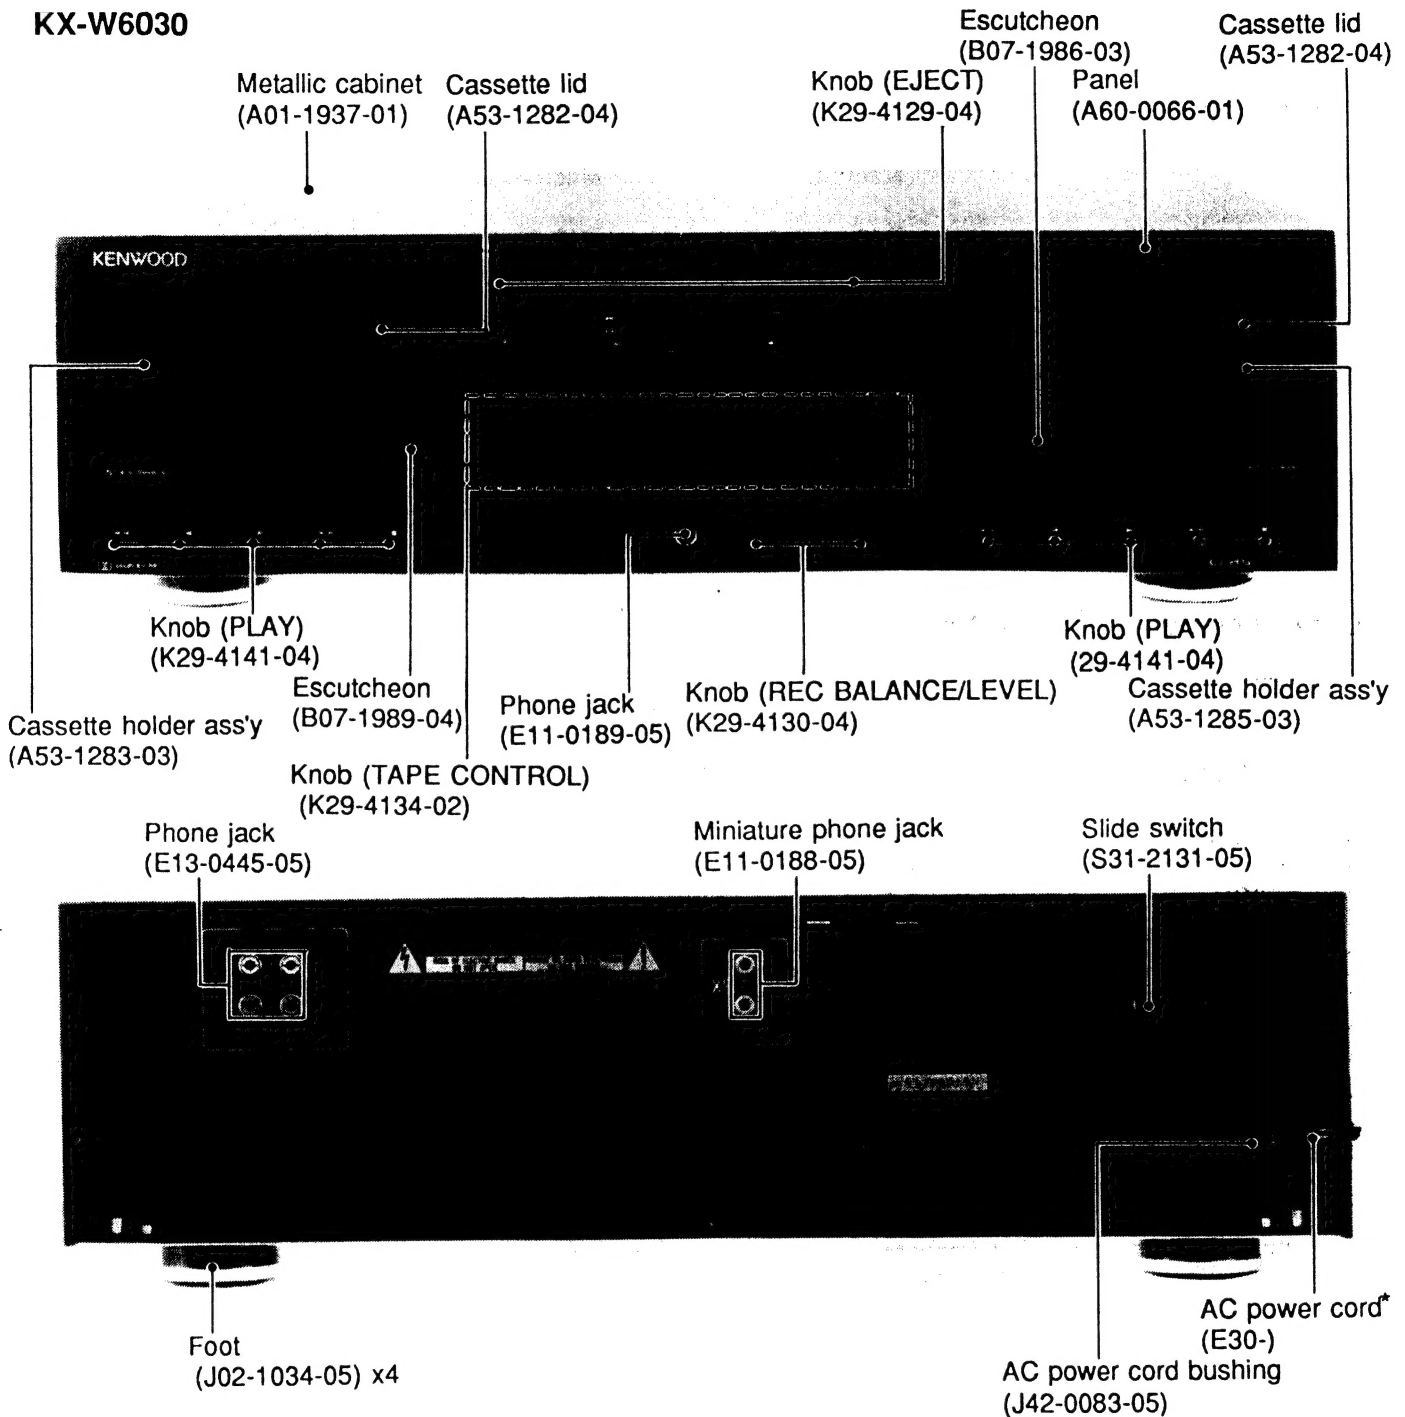 KX-W6030
Escutcheon
(B07-1986-03)
Cassette lid
(A53-1282-04)
Metallic cabinet
(A01-1937-01)
Cassette lid
(A53-1282-04)
Knob (EJECT)
(K29-4129-04)
Panel
(A60-0066-01)
KENWOOD
Knob (PLAY)
(K29-4141-04)
Knob (PLAY)
(29-4141-04)
Escutcheon
(B07-1989-04)
Phone jack
(E11-0189-05)
Knob (REC BALANCE/LEVEL)
(K29-4130-04)
Cassette holder ass'y
(A53-1285-03)
Cassette holder ass'y
(A53-1283-03)
Knob (TAPE CONTROL)
(K29-4134-02)
Phone jack
(E13-0445-05)
Miniature phone jack
(E11-0188-05)
Slide switch
(S31-2131-05)
Foot
(J02-1034-05) x4
AC power cord*
(E30-)
AC power cord bushing
(J42-0083-05)